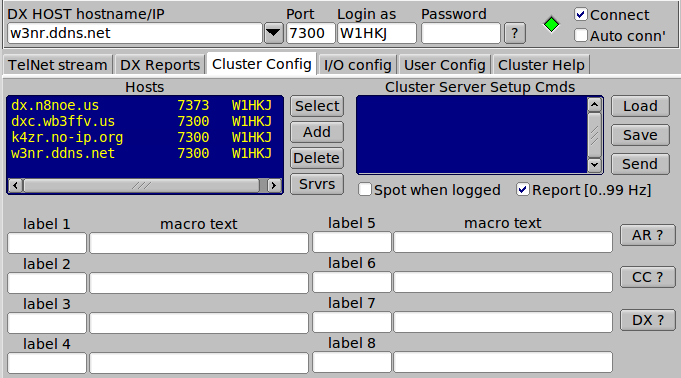 DX HOST hostname/IP Port Login as Password Connect
w3nr.ddns.net 7300 W1HKJ ? Auto conn'
TelNet stream DX Reports Cluster Config I/O config User Config Cluster Help
Hosts Cluster Server Setup Cmds
dx.n8noe.us 7373 W1HKJ Select Load
dxc.wb3ffv.us 7300 W1HKJ Add Save
k4zr.no-ip.org 7300 W1HKJ Delete Send
w3nr.ddns.net 7300 W1HKJ Srvrs
Spot when logged Report [0..99 Hz]
label 1 macro text label 5 macro text AR ?
label 2 label 6 CC ?
label 3 label 7 DX ?
label 4 label 8